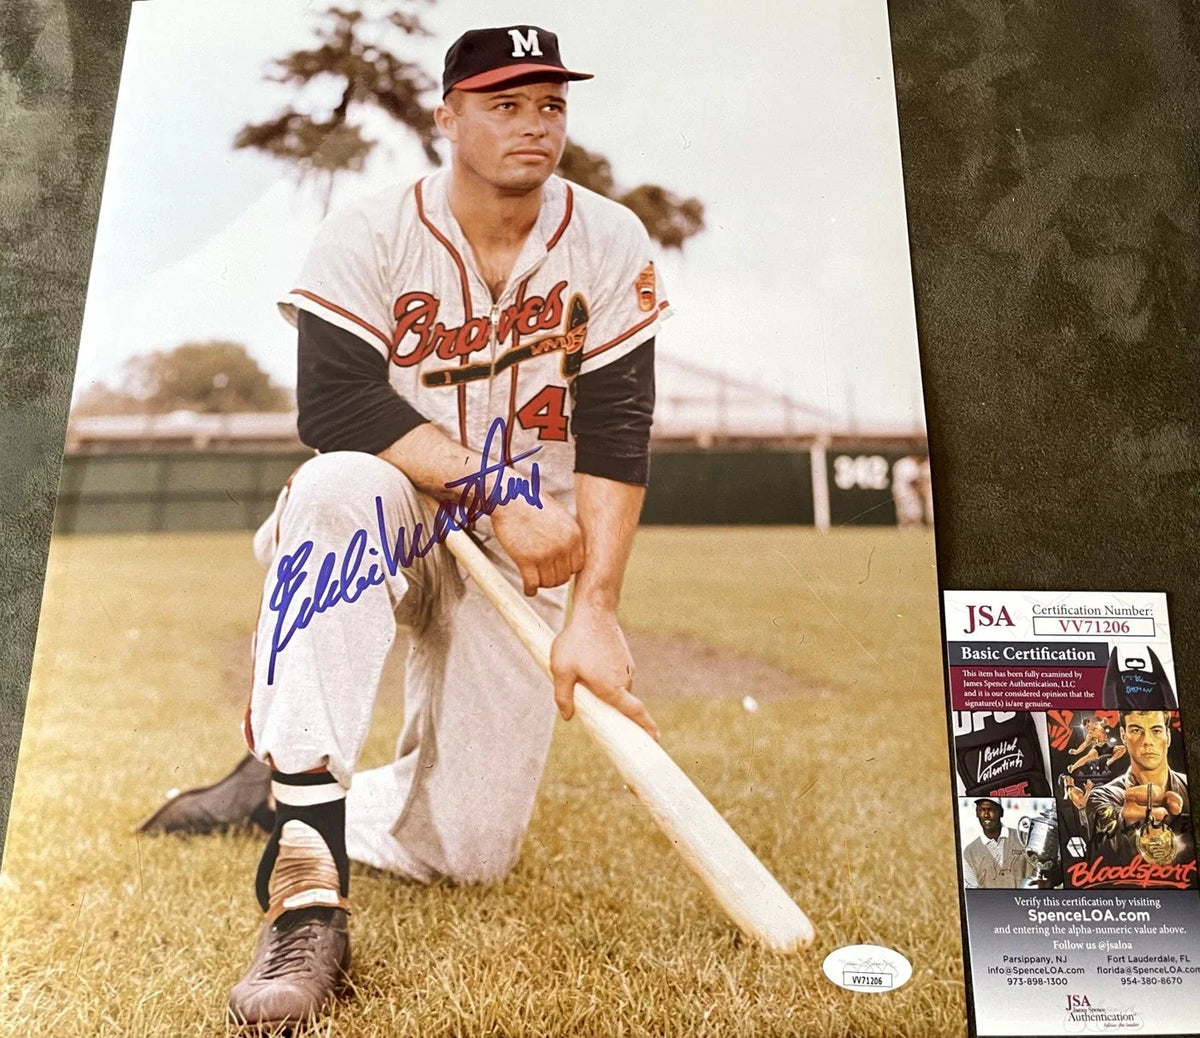 M
Braves
4
342
Eddie Mathews
VV71206
JSA
Certification Number:
VV71206
Basic Certification
This item has been fully examined by
James Spence Authentication, LLC
and it is our considered opinion that the
signature(s) is/are genuine.
UFC
Bloodsport
Verify this certification by visiting
SpenceLOA.com
and entering the alpha-numeric value above.
Follow us @jsaloa
Parsippany, NJ
info@SpenceLOA.com
973-898-1300
Fort Lauderdale, FL
florida@SpenceLOA.com
954-380-8670
JSA
James Spence
Authentication